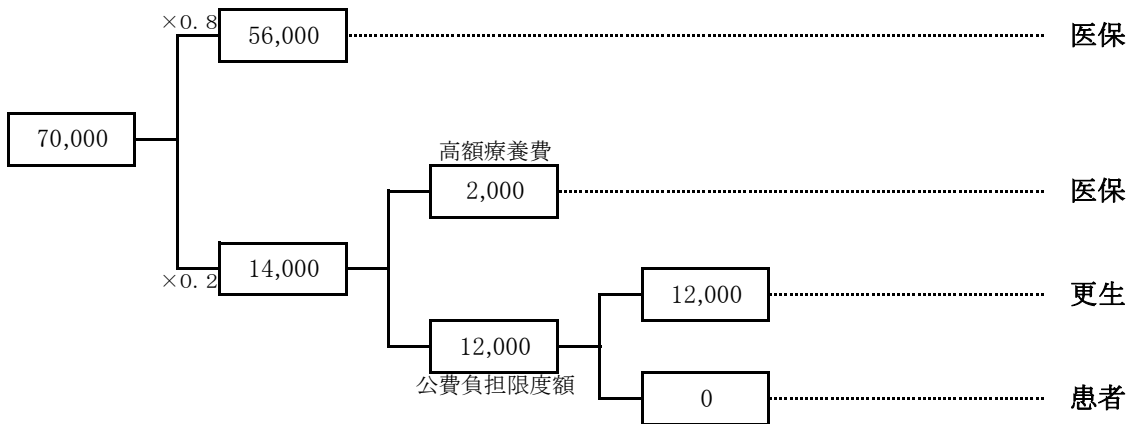 ×0.8
56,000
医保
70,000
高額療養費
2,000
医保
×0.2
14,000
12,000
更生
12,000
公費負担限度額
0
患者